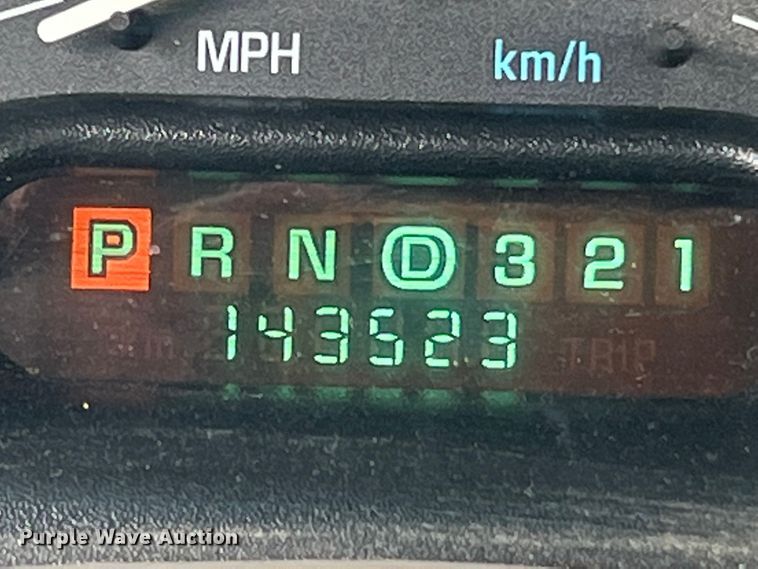 MPH km/h
P R N D 3 2 1
143523
TRIP
Purple Wave Auction